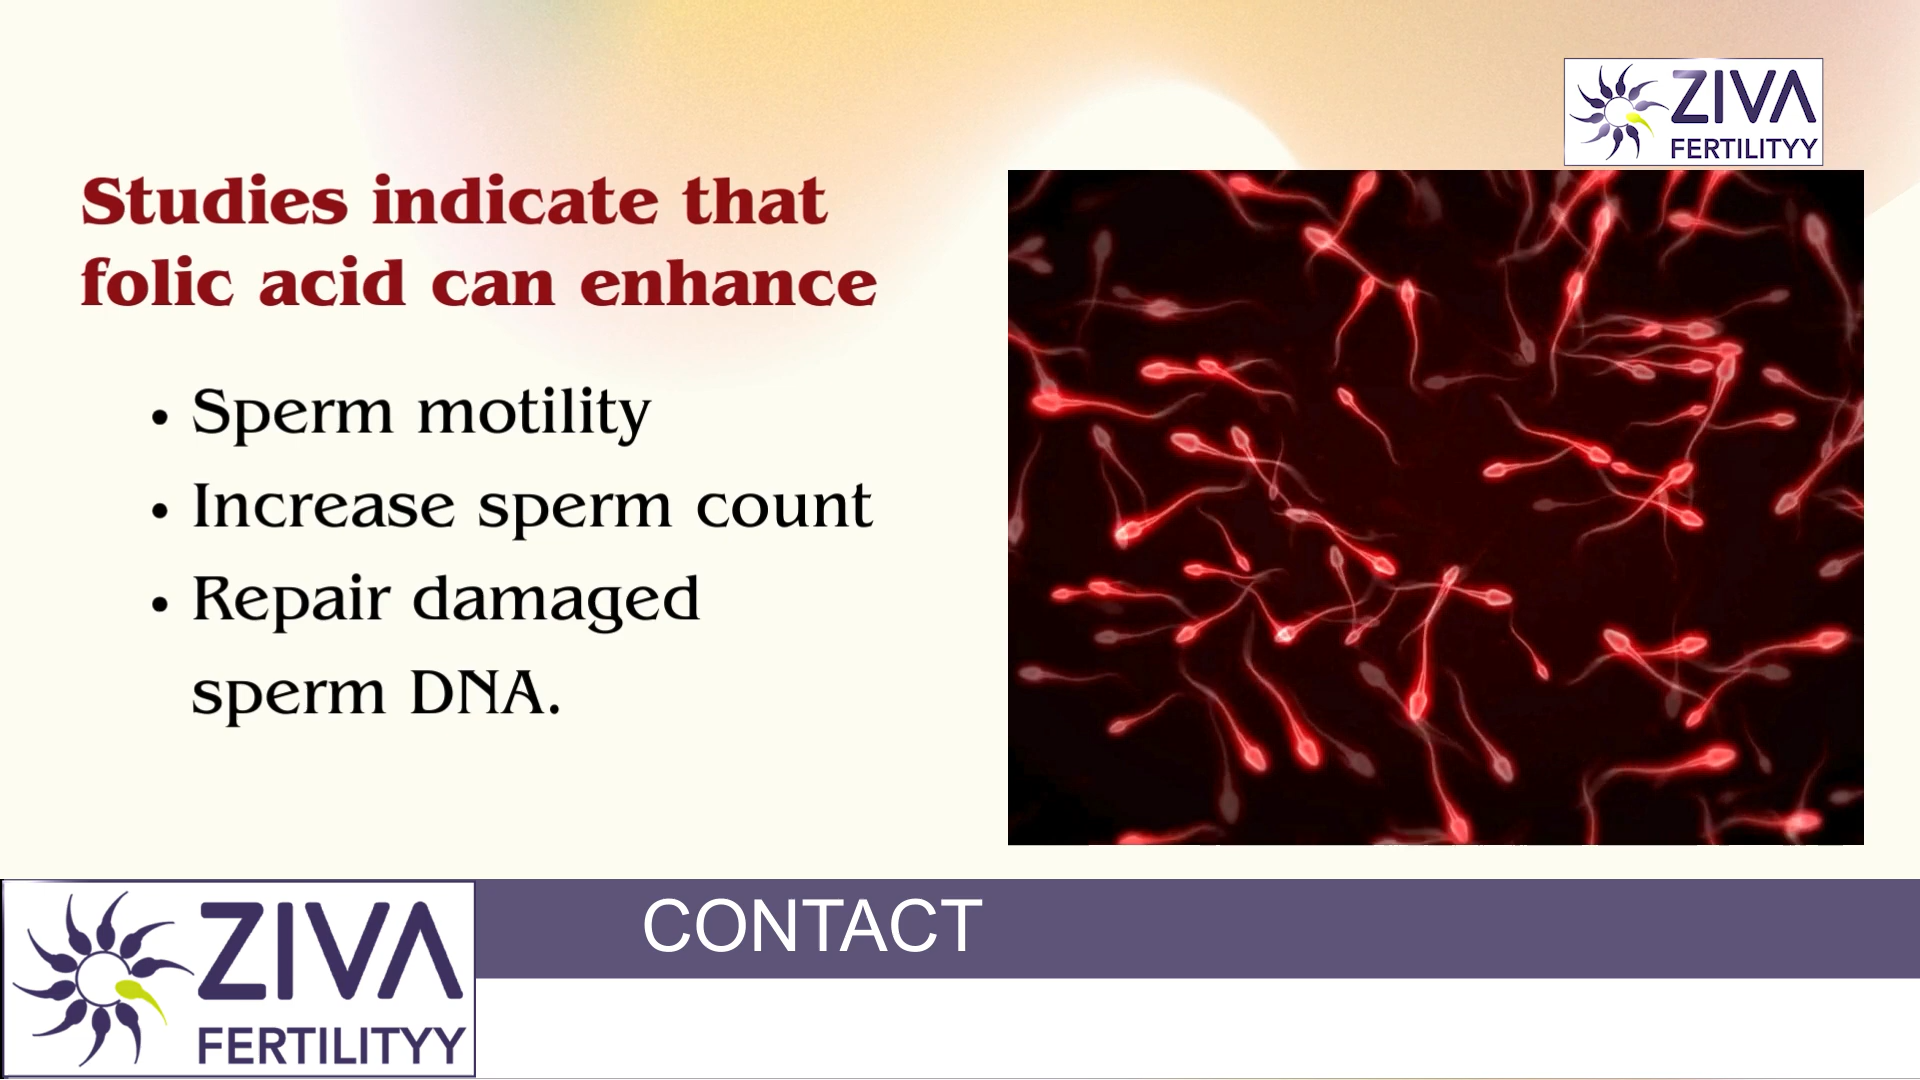 ZIVA
FERTILITYY
Studies indicate that
folic acid can enhance
• Sperm motility
• Increase sperm count
• Repair damaged
sperm DNA.
CONTACT
ZIVA
FERTILITYY